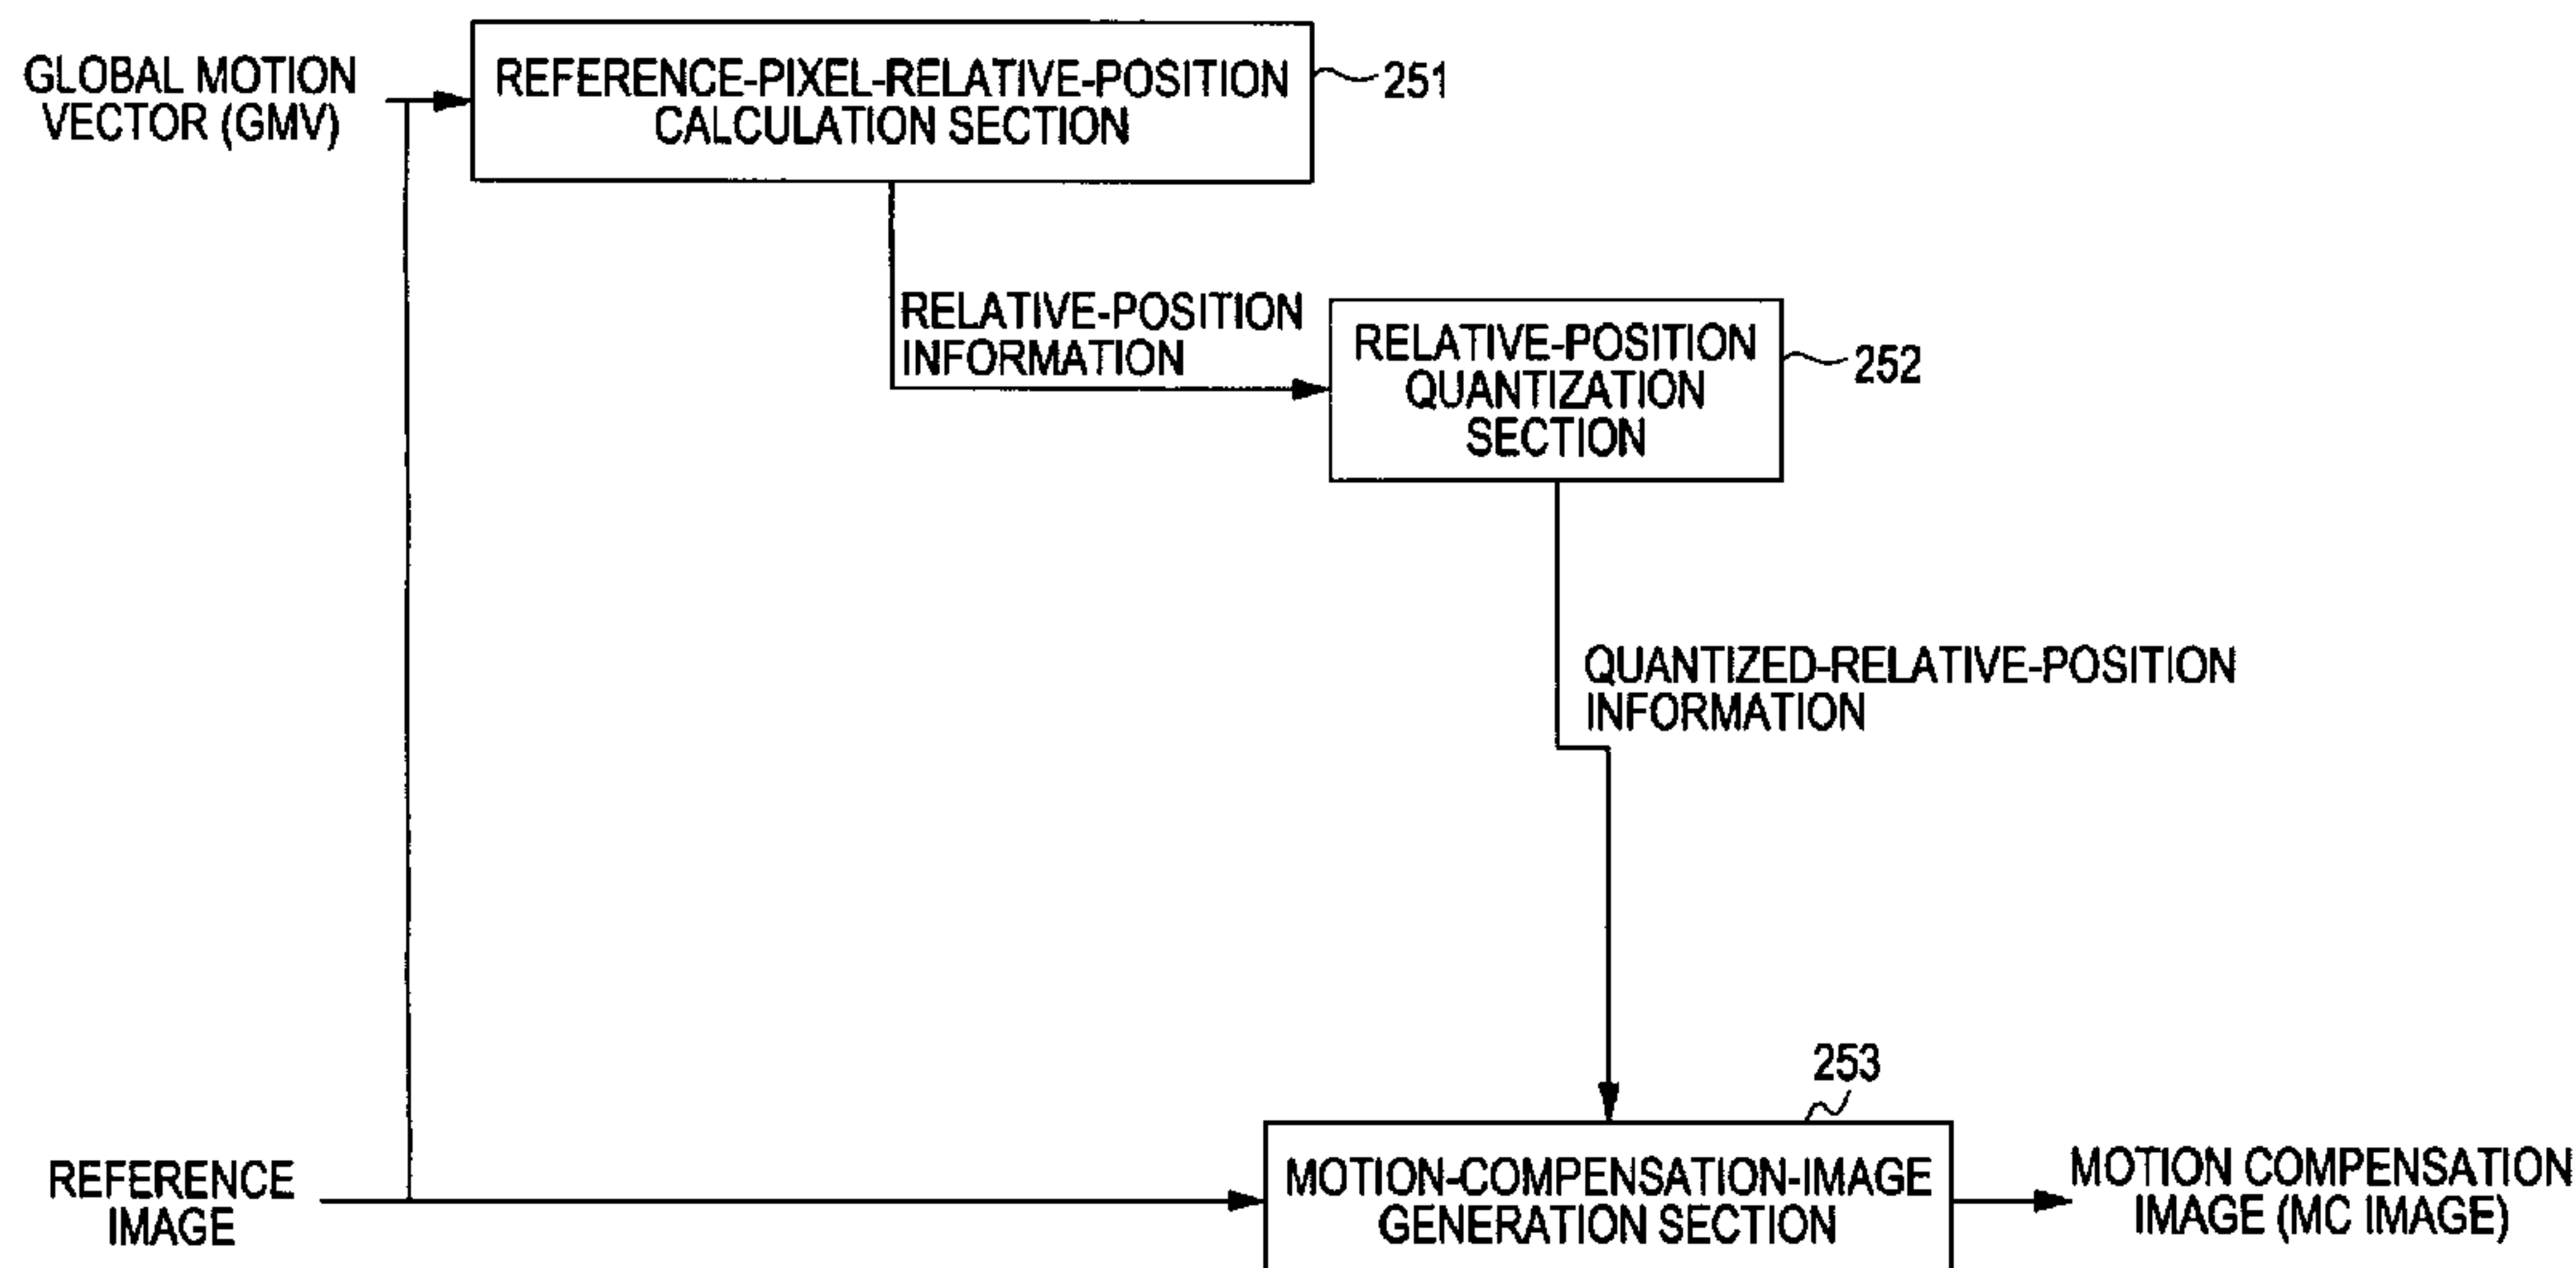 GLOBAL MOTION
VECTOR (GMV)
REFERENCE-PIXEL-RELATIVE-POSITION
CALCULATION SECTION
251
RELATIVE-POSITION
INFORMATION
RELATIVE-POSITION
QUANTIZATION
SECTION
252
QUANTIZED-RELATIVE-POSITION
INFORMATION
253
REFERENCE
IMAGE
MOTION-COMPENSATION-IMAGE
GENERATION SECTION
MOTION COMPENSATION
IMAGE (MC IMAGE)